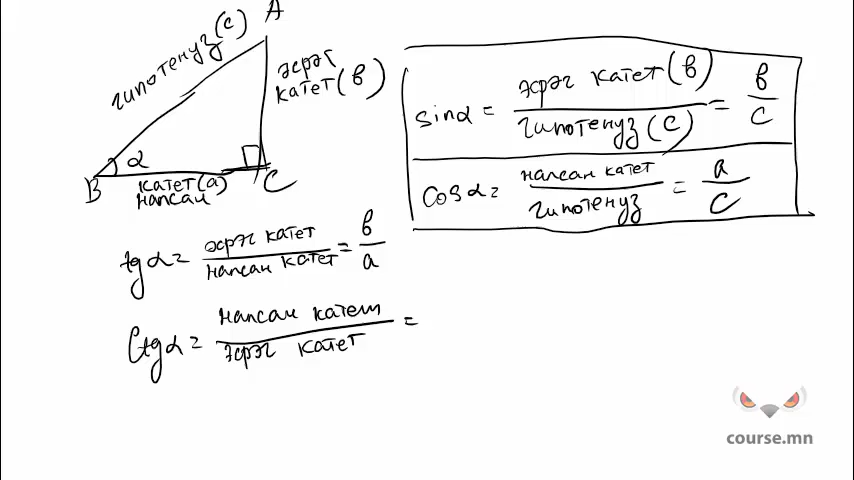 A
гипотенуз(c)
эсрэг
катет(в)
α
B
C
катет(a)
налсан
sinα = эсрэг катет(в) / гипотенуз(c) = в / c
cosα = налсан катет / гипотенуз = a / c
tgα = эсрэг катет / налсан катет = в / a
ctgα = налсан катет / эсрэг катет =
course.mn